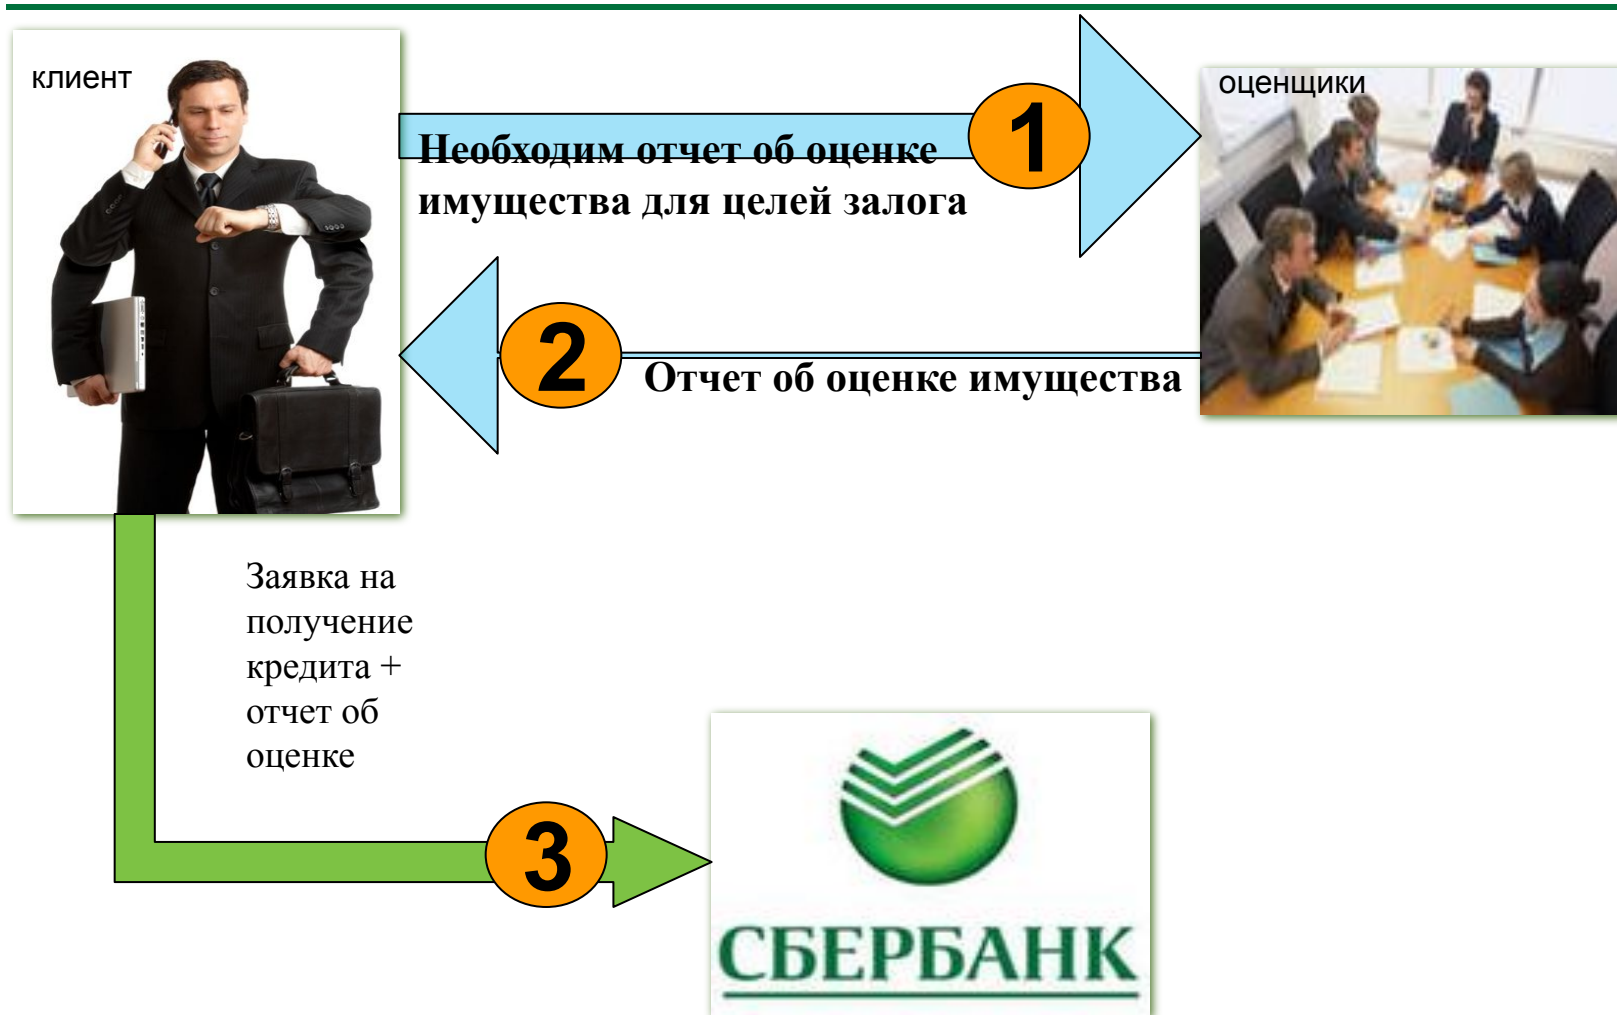 клиент
оценщики
1
Необходим отчет об оценке
имущества для целей залога
2
Отчет об оценке имущества
Заявка на
получение
кредита +
отчет об
оценке
3
СБЕРБАНК